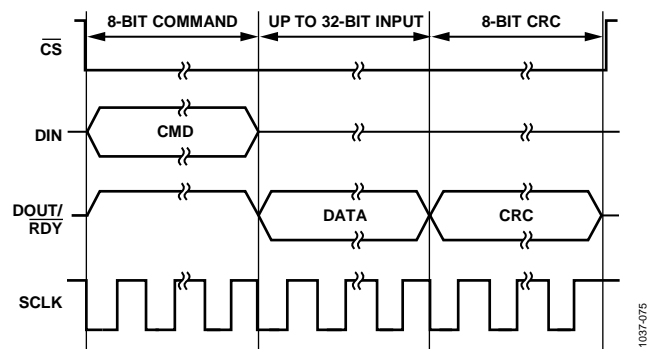 8-BIT COMMAND
UP TO 32-BIT INPUT
8-BIT CRC
CS
DIN
CMD
DOUT/
RDY
DATA
CRC
SCLK
1037-075